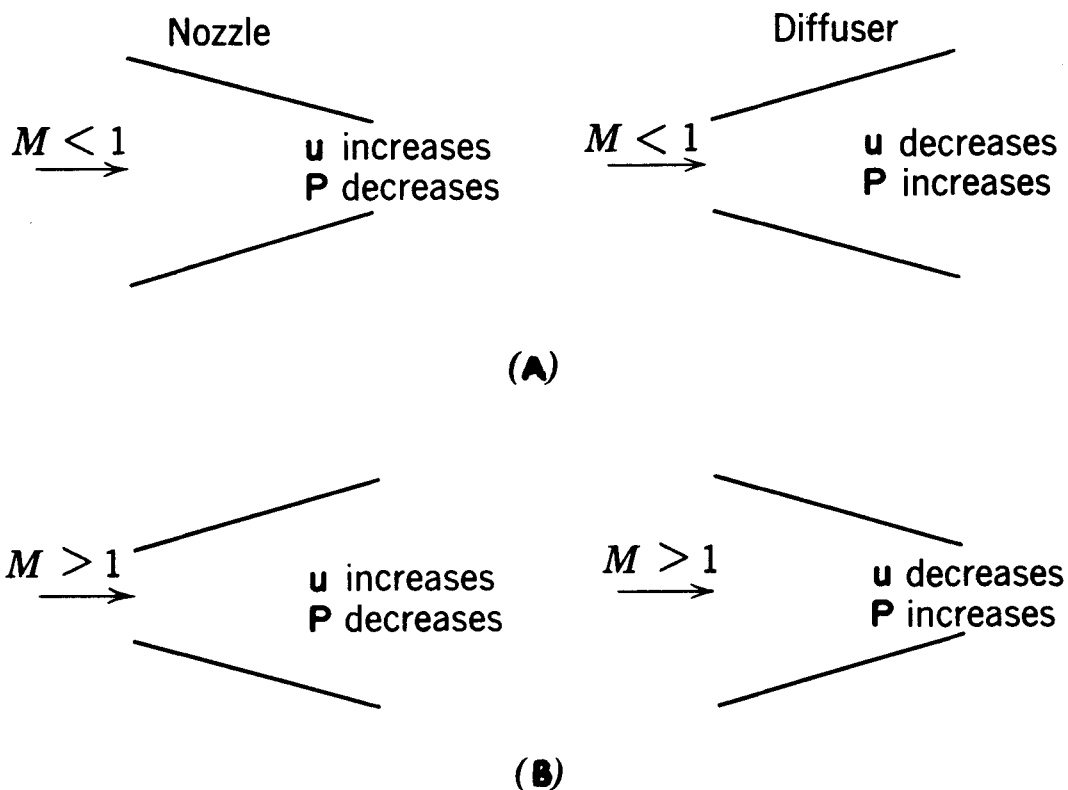 Nozzle
Diffuser
M < 1
u increases
P decreases
M < 1
u decreases
P increases
(A)
M > 1
u increases
P decreases
M > 1
u decreases
P increases
(B)